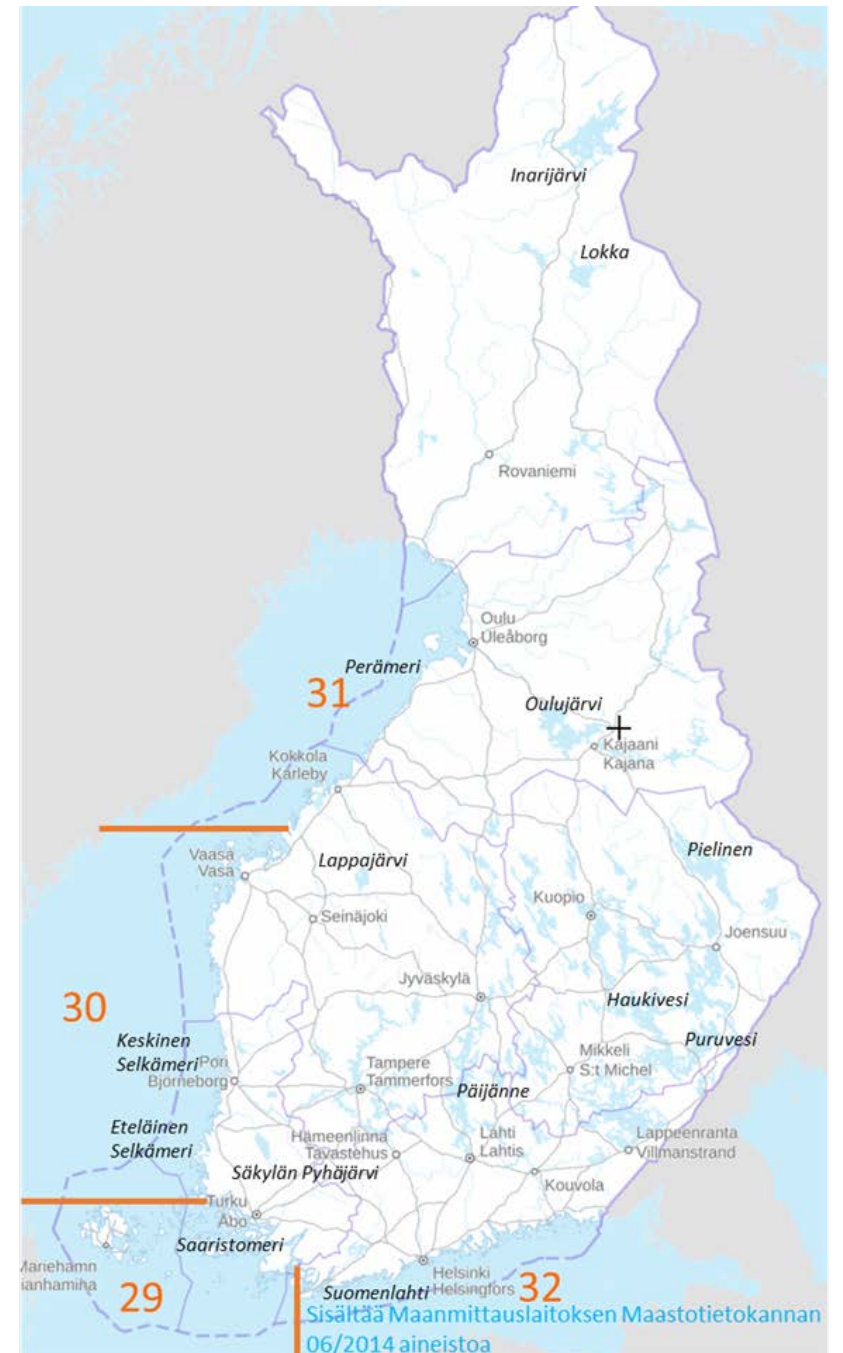 Inarijärvi
Lokka
Rovaniemi
Oulu
Uleåborg
Perämeri
31
Oulujärvi
Kajaani
Kajana
Kokkola
Karleby
Vaasa
Vasa
Lappajärvi
Pielinen
Kuopio
Seinäjoki
Joensuu
Jyväskylä
30
Haukivesi
Keskinen
Selkämeri
Puruvesi
Pori
Björneborg
Mikkeli
S:t Michel
Tampere
Tammerfors
Päijänne
Eteläinen
Selkämeri
Hämeenlinna
Tavastehus
Lahti
Lahtis
Lappeenranta
Villmanstrand
Säkylän Pyhäjärvi
Kouvola
Turku
Åbo
Saaristomeri
Mariehamn
ianhamina
29
Helsinki
Helsingfors
32
Suomenlahti
Sisältää Maanmittauslaitoksen Maastotietokannan
06/2014 aineistoa